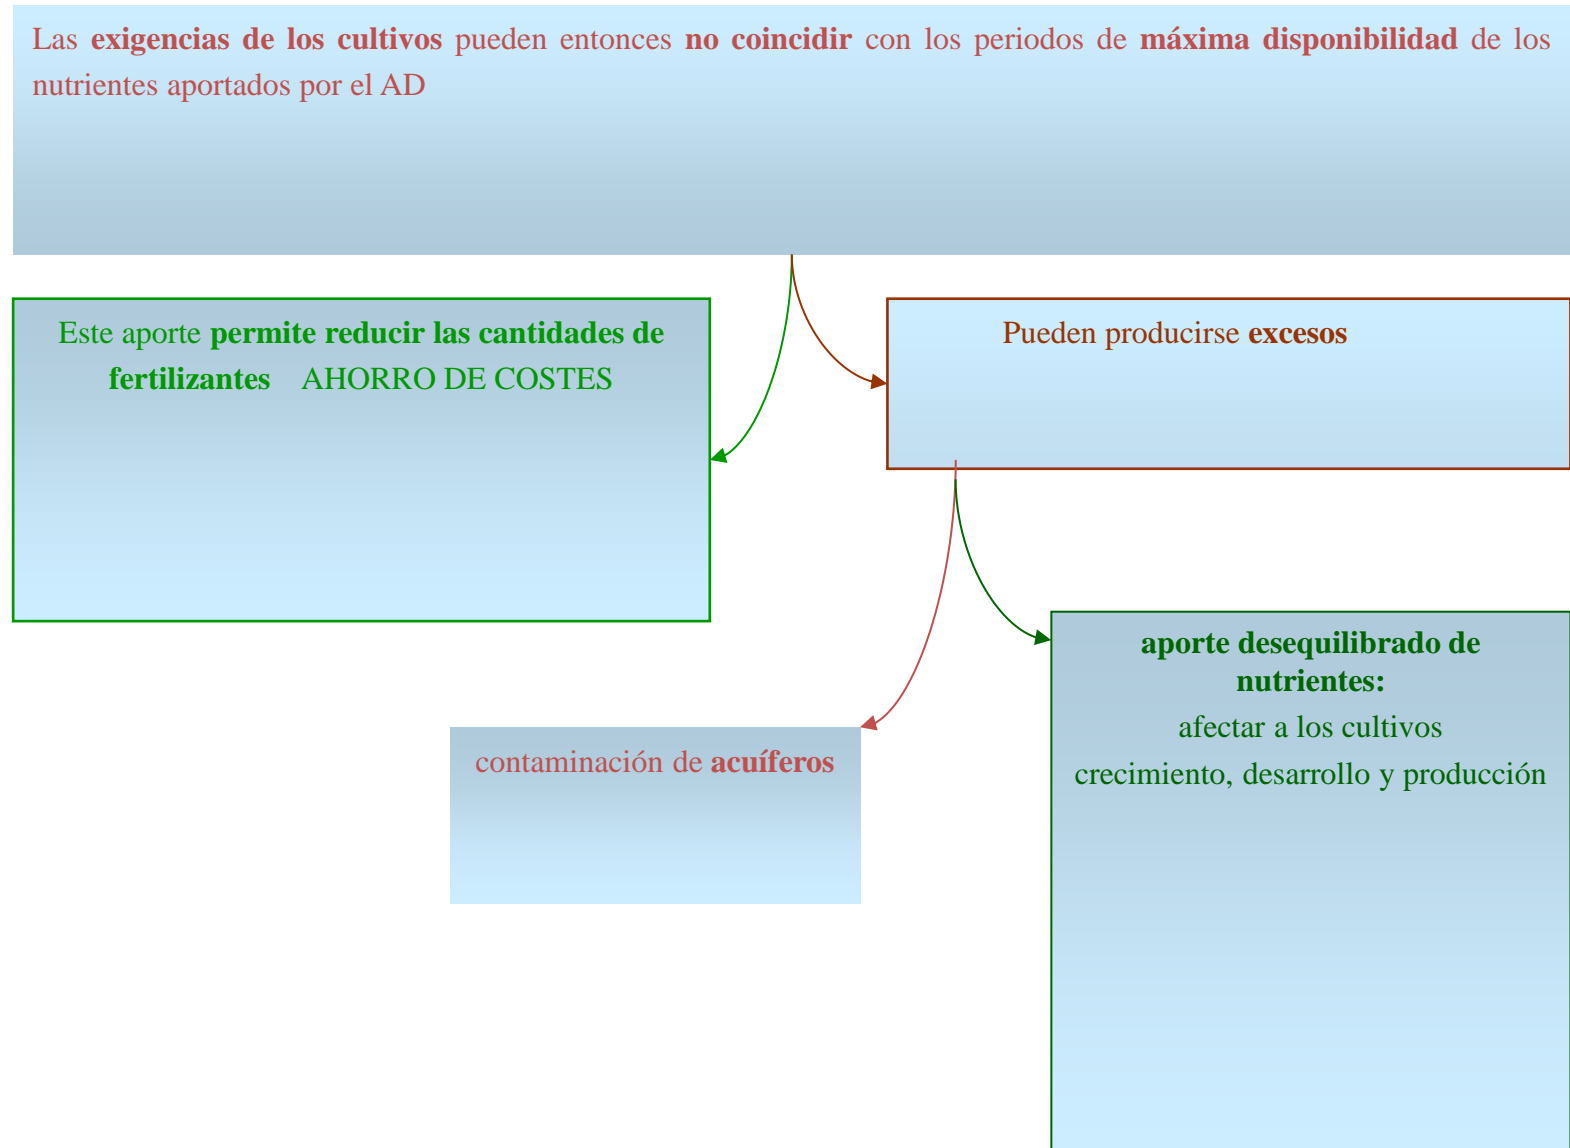 Las exigencias de los cultivos pueden entonces no coincidir con los periodos de máxima disponibilidad de los
nutrientes aportados por el AD
Este aporte permite reducir las cantidades de
fertilizantes AHORRO DE COSTES
Pueden producirse excesos
contaminación de acuíferos
aporte desequilibrado de
nutrientes:
afectar a los cultivos
crecimiento, desarrollo y producción